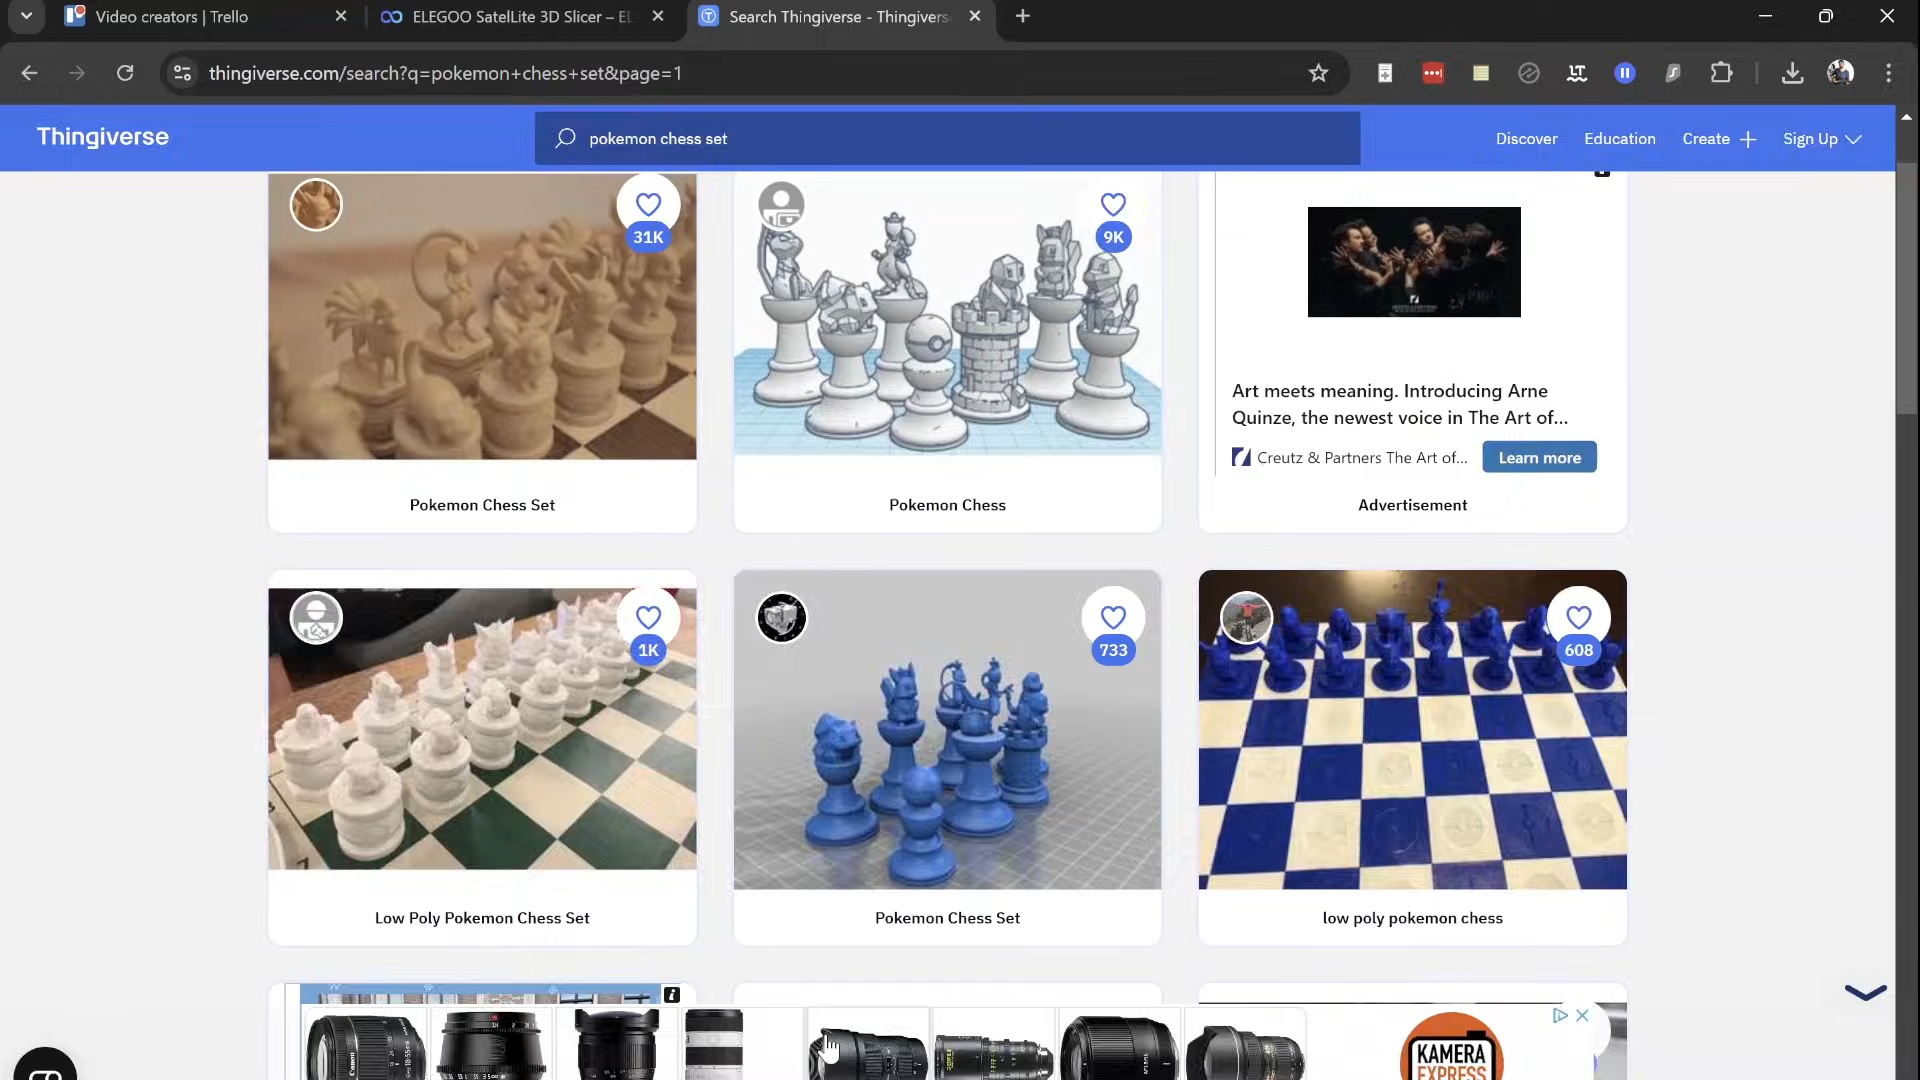 Video creators | Trello
ELEGOO SatelLite 3D Slicer – EL
Search Thingiverse - Thingivers
thingiverse.com/search?q=pokemon+chess+set&page=1
Thingiverse
pokemon chess set
Discover
Education
Create
Sign Up
31K
9K
Art meets meaning. Introducing Arne
Quinze, the newest voice in The Art of...
Creutz & Partners The Art of...
Learn more
Pokemon Chess Set
Pokemon Chess
Advertisement
1K
733
608
Low Poly Pokemon Chess Set
Pokemon Chess Set
low poly pokemon chess
KAMERA
EXPRESS